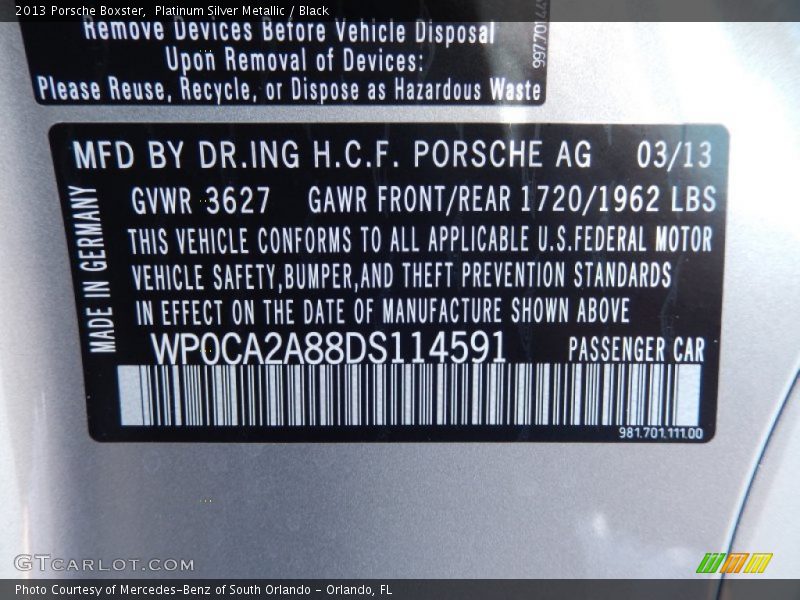 2013 Porsche Boxster, Platinum Silver Metallic / Black
Remove Devices Before Vehicle Disposal
Upon Removal of Devices:
Please Reuse, Recycle, or Dispose as Hazardous Waste
MFD BY DR.ING H.C.F. PORSCHE AG 03/13
GVWR 3627 GAWR FRONT/REAR 1720/1962 LBS
THIS VEHICLE CONFORMS TO ALL APPLICABLE U.S.FEDERAL MOTOR
VEHICLE SAFETY,BUMPER,AND THEFT PREVENTION STANDARDS
IN EFFECT ON THE DATE OF MANUFACTURE SHOWN ABOVE
MADE IN GERMANY
WP0CA2A88DS114591 PASSENGER CAR
981.701.111.00
GTCARLOT.COM
Photo Courtesy of Mercedes-Benz of South Orlando - Orlando, FL